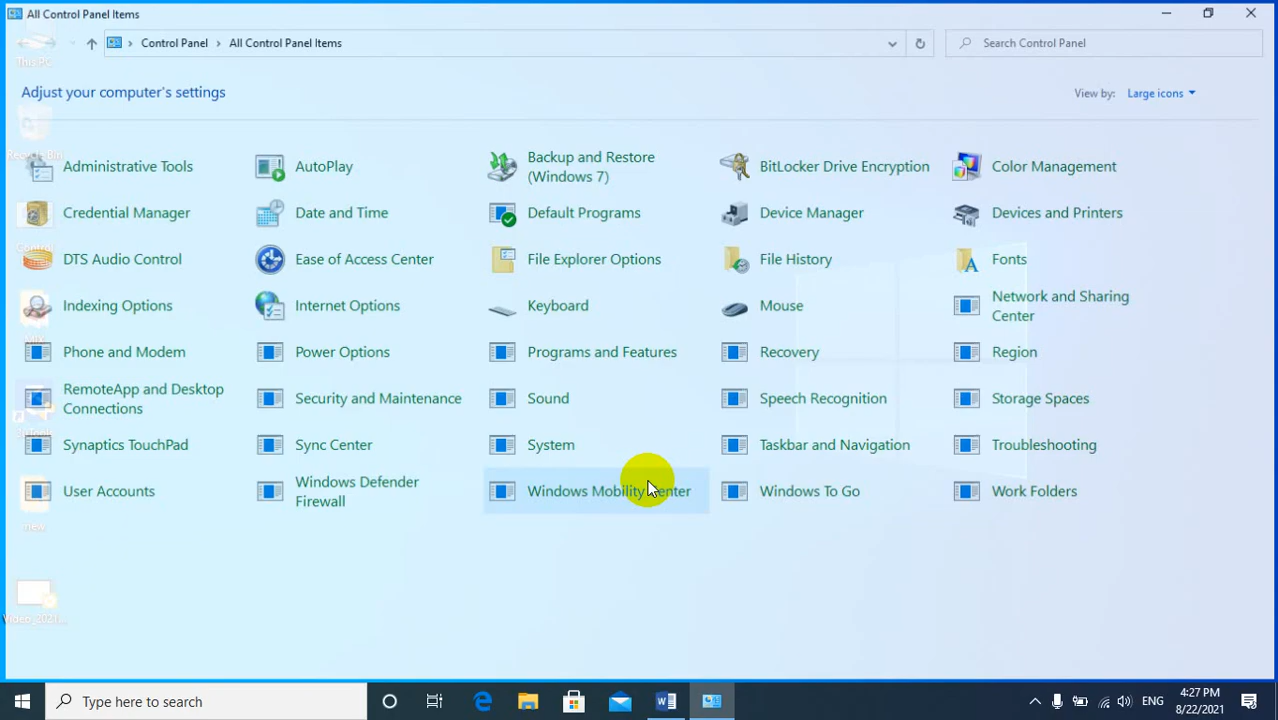 All Control Panel Items
Control Panel > All Control Panel Items
Search Control Panel
Adjust your computer's settings
View by: Large icons
This PC
Recycle Bin
Administrative Tools
AutoPlay
Backup and Restore
(Windows 7)
BitLocker Drive Encryption
Color Management
Credential Manager
Date and Time
Default Programs
Device Manager
Devices and Printers
Control
DTS Audio Control
Ease of Access Center
File Explorer Options
File History
Fonts
Indexing Options
Internet Options
Keyboard
Mouse
Network and Sharing
Center
Phone and Modem
Power Options
Programs and Features
Recovery
Region
RemoteApp and Desktop
Connections
Security and Maintenance
Sound
Speech Recognition
Storage Spaces
Synaptics TouchPad
Sync Center
System
Taskbar and Navigation
Troubleshooting
User Accounts
Windows Defender
Firewall
Windows Mobility Center
Windows To Go
Work Folders
new
Type here to search
ENG
4:27 PM
8/22/2021